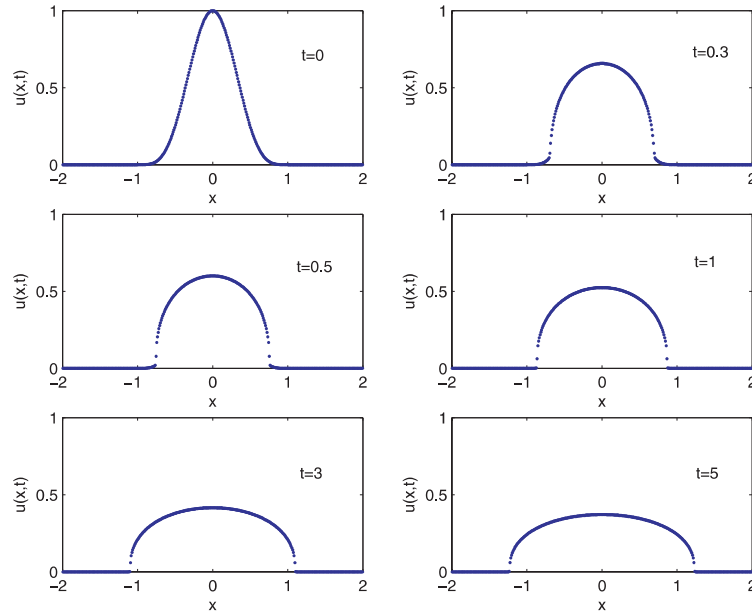 1
0.5
0
u(x,t)
t=0
−2 −1 0 1 2
x
1
0.5
0
u(x,t)
t=0.3
−2 −1 0 1 2
x
1
0.5
0
u(x,t)
t=0.5
−2 −1 0 1 2
x
1
0.5
0
u(x,t)
t=1
−2 −1 0 1 2
x
1
0.5
0
u(x,t)
t=3
−2 −1 0 1 2
x
1
0.5
0
u(x,t)
t=5
−2 −1 0 1 2
x